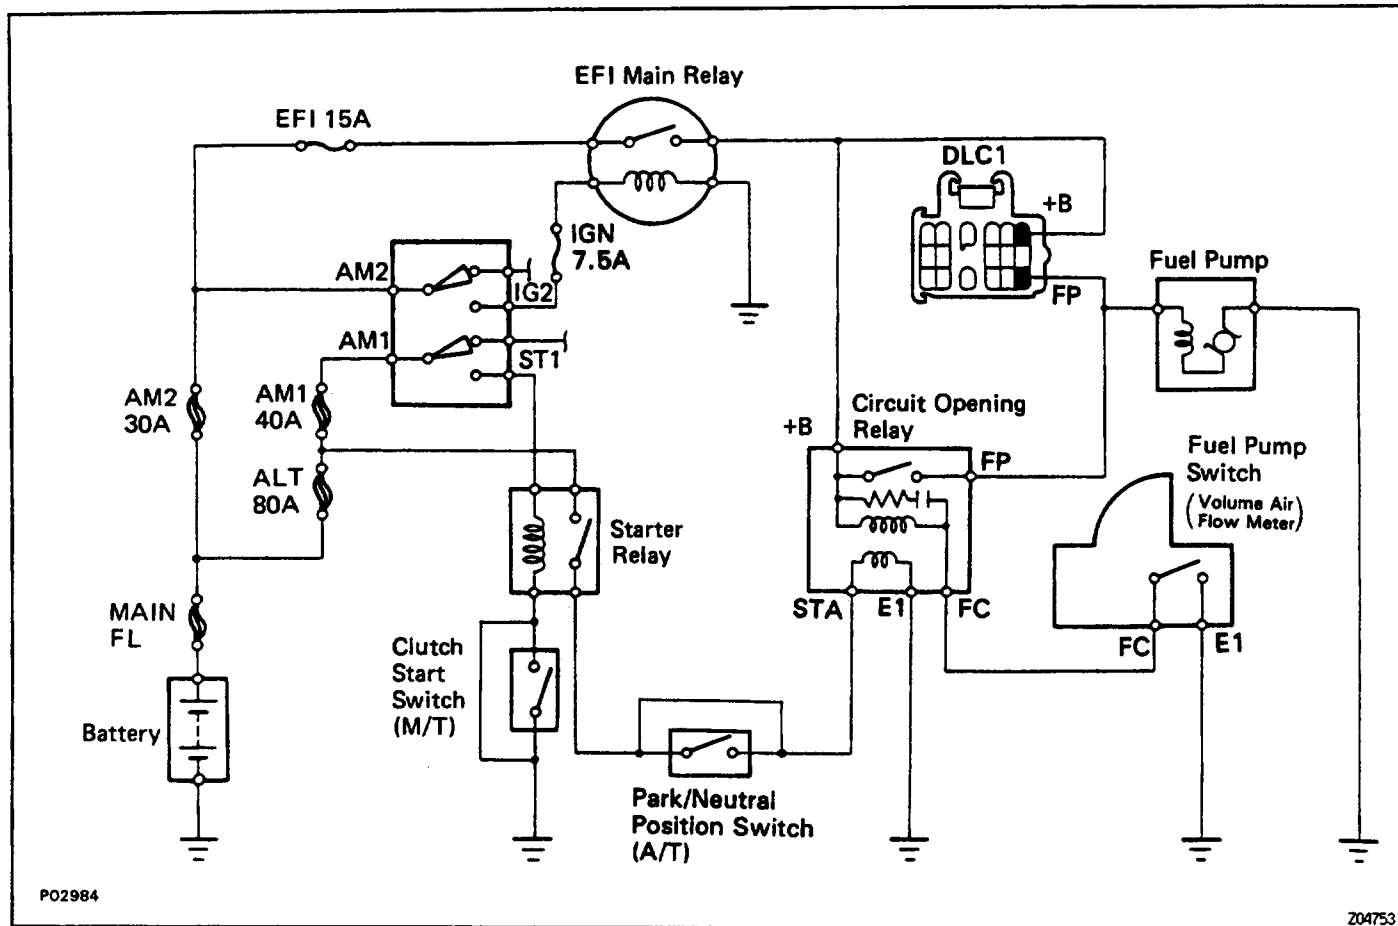 EFI Main Relay
EFI 15A
DLC1
+B
IGN
7.5A
AM2
IG2
Fuel Pump
FP
AM1
ST1
AM2
30A
AM1
40A
Circuit Opening
Relay
+B
FP
Fuel Pump
Switch
(Volume Air
Flow Meter)
ALT
80A
Starter
Relay
STA
E1
FC
MAIN
FL
FC
E1
Clutch
Start
Switch
(M/T)
Battery
Park/Neutral
Position Switch
(A/T)
P02984
Z04753